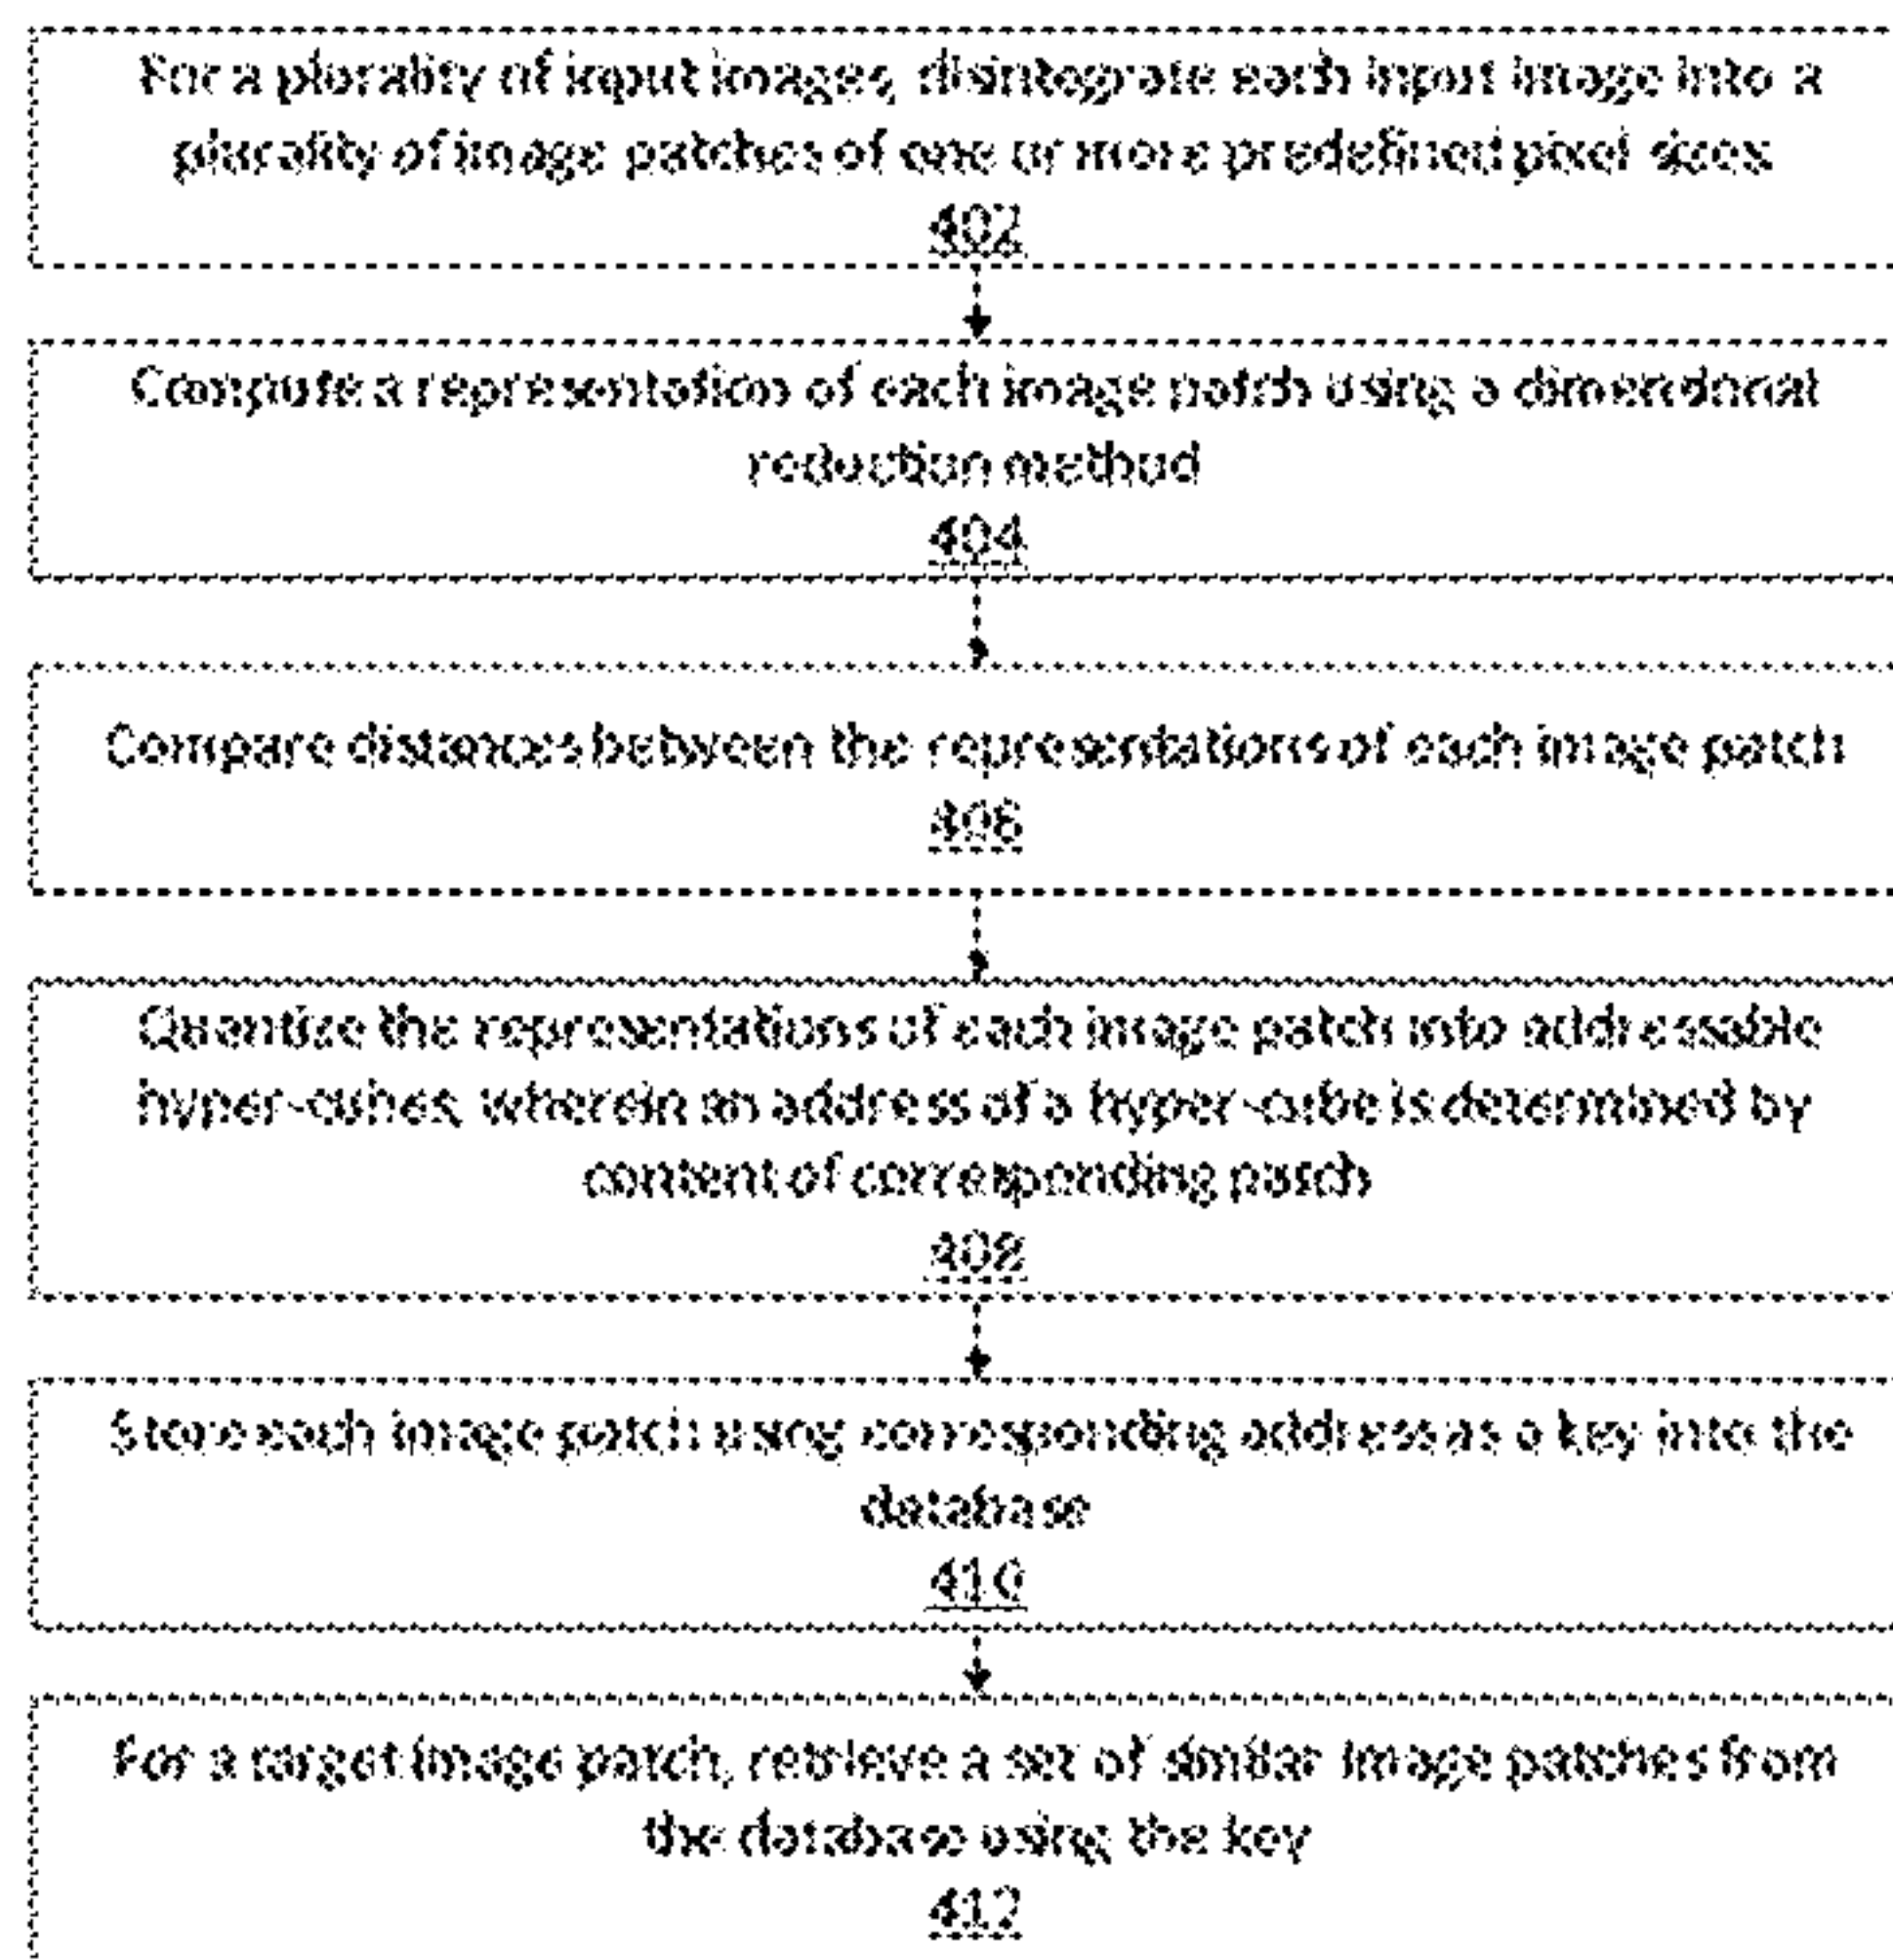 For a plurality of input images, disintegrate each input image into a
plurality of image patches of one or more predefined pixel sizes
402
Compute a representation of each image patch using a dimensional
reduction method
404
Compare distances between the representations of each image patch
406
Quantize the representations of each image patch into addressable
hyper-cubes, wherein an address of a hyper-cube is determined by
content of corresponding patch
408
Store each image patch using corresponding address as a key into the
database
410
For a target image patch, retrieve a set of similar image patches from
the database using the key
412